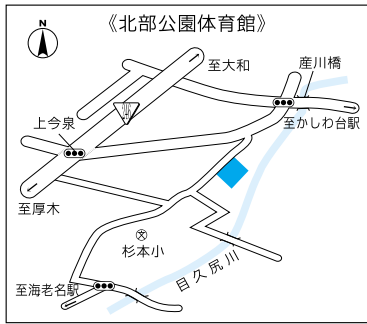 《北部公園体育館》
N
至大和
産川橋
上今泉
至かしわ台駅
至厚木
文
杉本小
目久尻川
至海老名駅